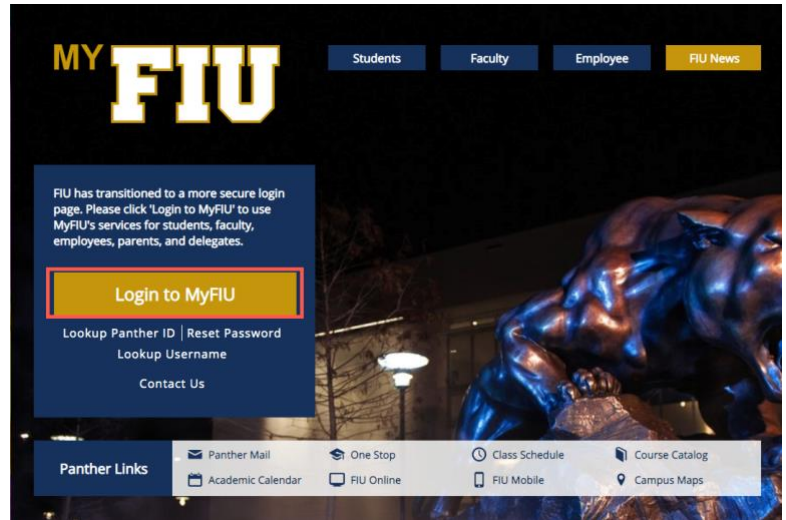 MY FIU
Students Faculty Employee FIU News
FIU has transitioned to a more secure login
page. Please click 'Login to MyFIU' to use
MyFIU's services for students, faculty,
employees, parents, and delegates.
Login to MyFIU
Lookup Panther ID | Reset Password
Lookup Username
Contact Us
Panther Links
Panther Mail One Stop Class Schedule Course Catalog
Academic Calendar FIU Online FIU Mobile Campus Maps